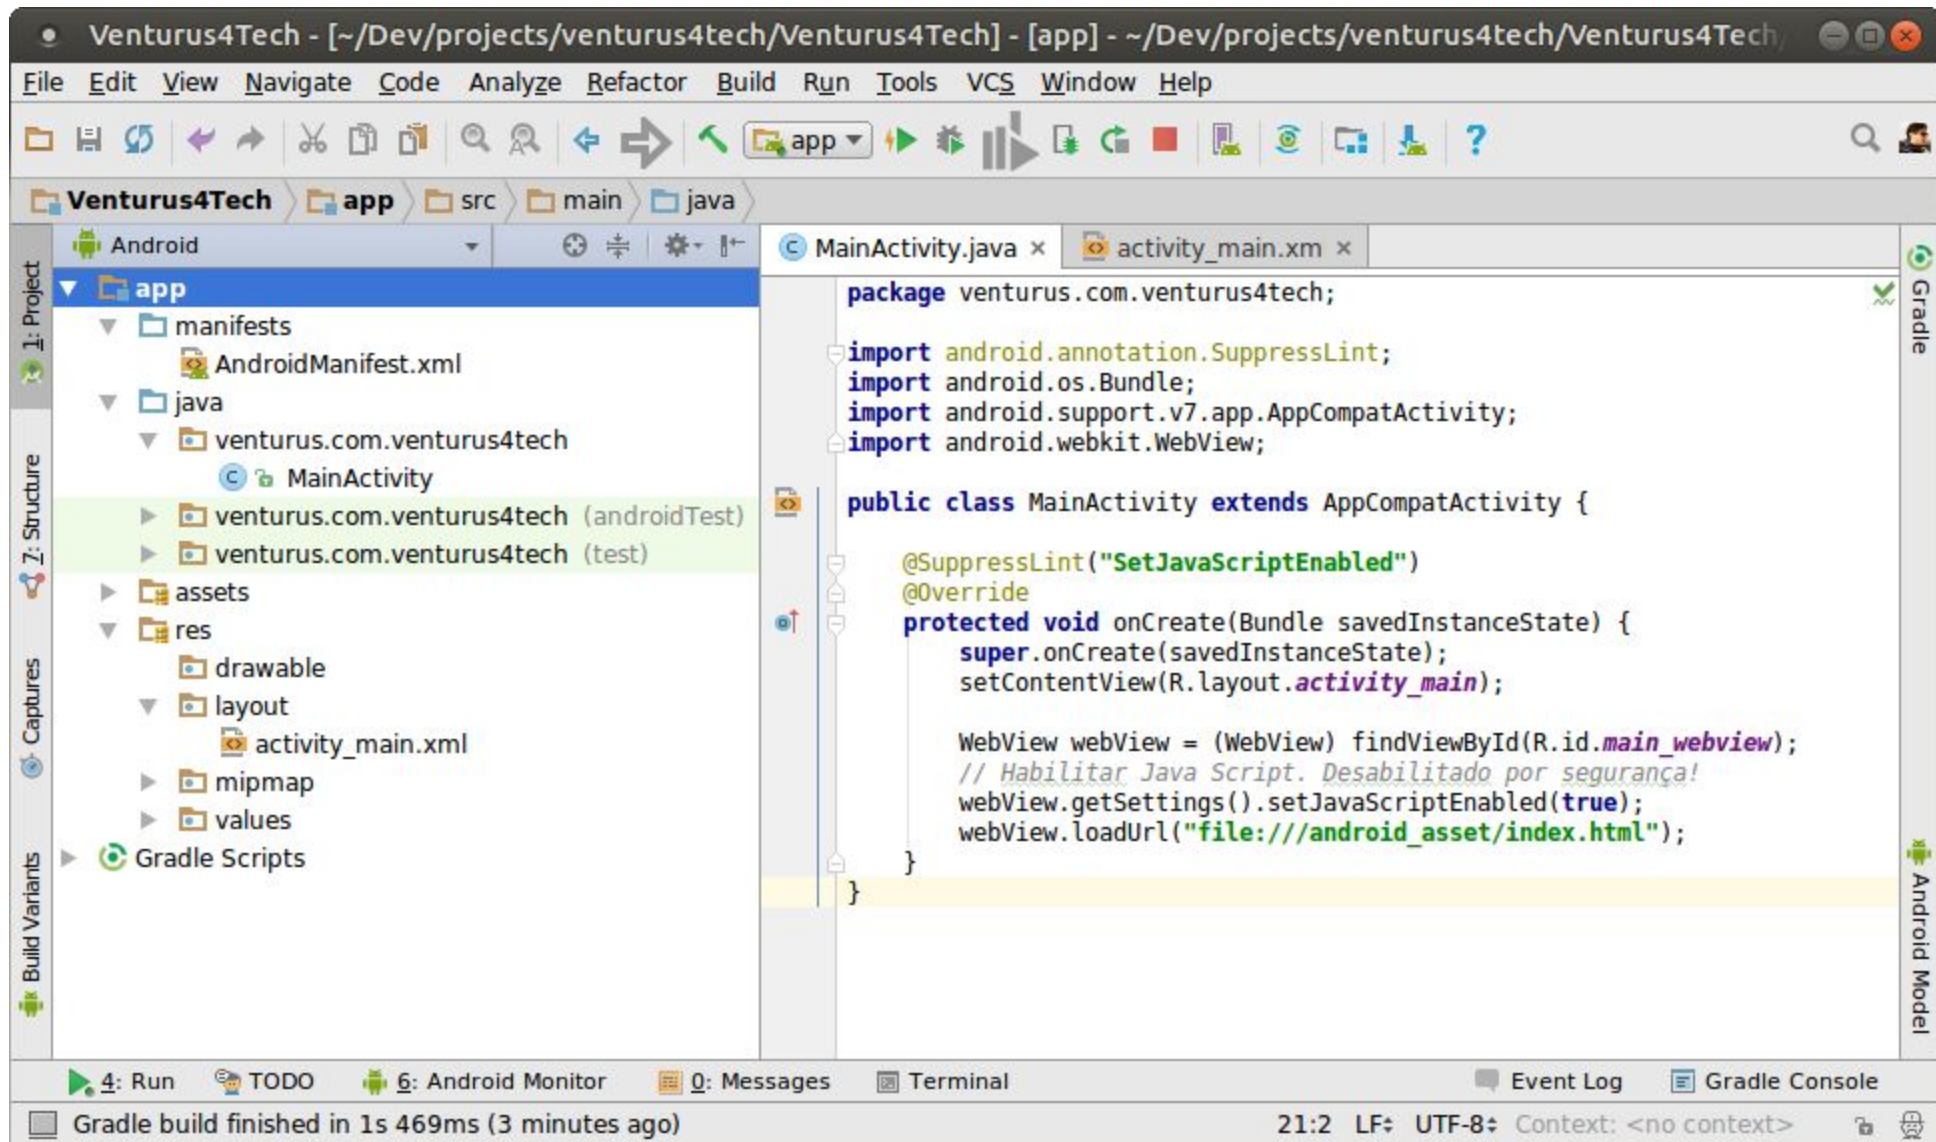 Venturus4Tech - [~/Dev/projects/venturus4tech/Venturus4Tech] - [app] - ~/Dev/projects/venturus4tech/Venturus4Tech/
File Edit View Navigate Code Analyze Refactor Build Run Tools VCS Window Help
app
Venturus4Tech app src main java
Android
MainActivity.java activity_main.xm
1: Project
7: Structure
Captures
Build Variants
app
manifests
AndroidManifest.xml
java
venturus.com.venturus4tech
MainActivity
venturus.com.venturus4tech (androidTest)
venturus.com.venturus4tech (test)
assets
res
drawable
layout
activity_main.xml
mipmap
values
Gradle Scripts
package venturus.com.venturus4tech;
import android.annotation.SuppressLint;
import android.os.Bundle;
import android.support.v7.app.AppCompatActivity;
import android.webkit.WebView;
public class MainActivity extends AppCompatActivity {
@SuppressLint("SetJavaScriptEnabled")
@Override
protected void onCreate(Bundle savedInstanceState) {
super.onCreate(savedInstanceState);
setContentView(R.layout.activity_main);
WebView webView = (WebView) findViewById(R.id.main_webview);
// Habilitar Java Script. Desabilitado por segurança!
webView.getSettings().setJavaScriptEnabled(true);
webView.loadUrl("file:///android_asset/index.html");
}
}
Gradle
Android Model
4: Run TODO 6: Android Monitor 0: Messages Terminal Event Log Gradle Console
Gradle build finished in 1s 469ms (3 minutes ago) 21:2 LF UTF-8 Context: <no context>